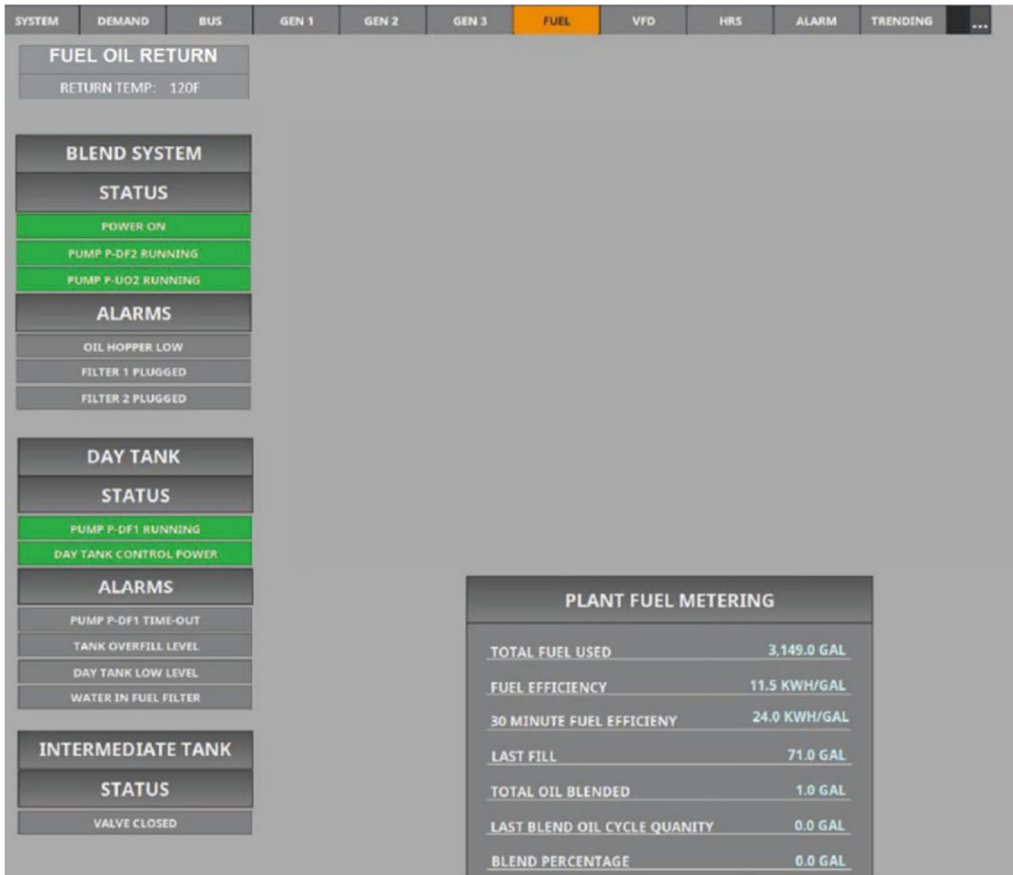 SYSTEM DEMAND BUS GEN 1 GEN 2 GEN 3 FUEL VFD HRS ALARM TRENDING ...
FUEL OIL RETURN
RETURN TEMP: 120F
BLEND SYSTEM
STATUS
POWER ON
PUMP P-DF2 RUNNING
PUMP P-UO2 RUNNING
ALARMS
OIL HOPPER LOW
FILTER 1 PLUGGED
FILTER 2 PLUGGED
DAY TANK
STATUS
PUMP P-DF1 RUNNING
DAY TANK CONTROL POWER
ALARMS
PUMP P-DF1 TIME-OUT
TANK OVERFILL LEVEL
DAY TANK LOW LEVEL
WATER IN FUEL FILTER
INTERMEDIATE TANK
STATUS
VALVE CLOSED
PLANT FUEL METERING
TOTAL FUEL USED 3,149.0 GAL
FUEL EFFICIENCY 11.5 KWH/GAL
30 MINUTE FUEL EFFICIENY 24.0 KWH/GAL
LAST FILL 71.0 GAL
TOTAL OIL BLENDED 1.0 GAL
LAST BLEND OIL CYCLE QUANITY 0.0 GAL
BLEND PERCENTAGE 0.0 GAL